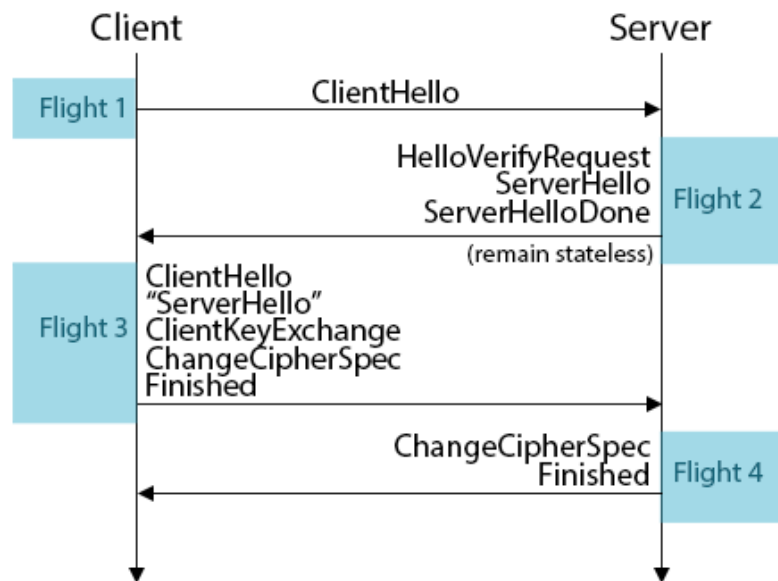 Client
Server
Flight 1
ClientHello
HelloVerifyRequest
ServerHello
ServerHelloDone
Flight 2
(remain stateless)
Flight 3
ClientHello
“ServerHello”
ClientKeyExchange
ChangeCipherSpec
Finished
ChangeCipherSpec
Finished
Flight 4